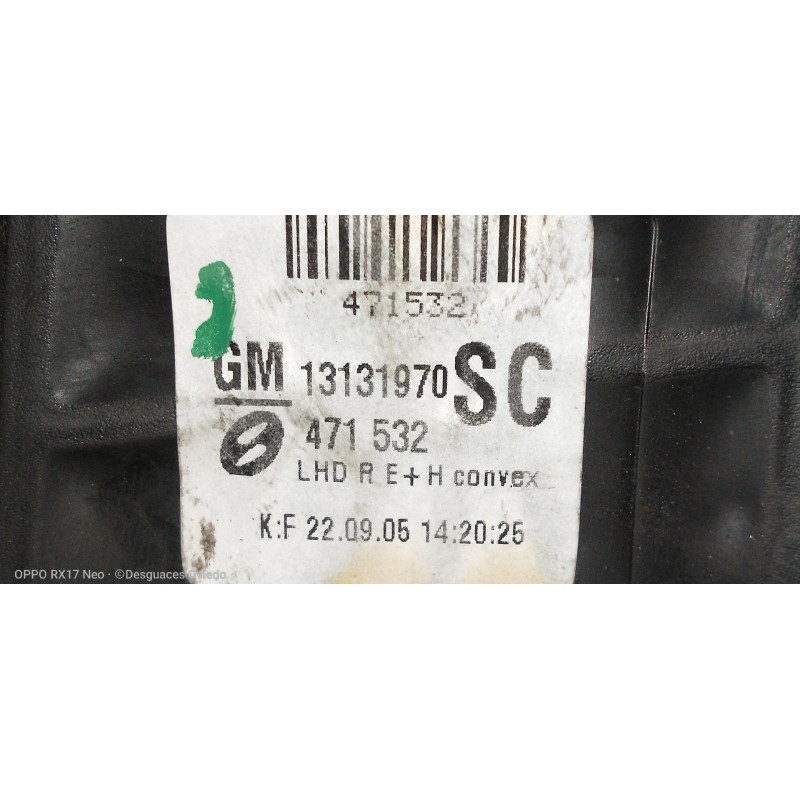 471532
GM 13131970 SC
471 532
LHD R E+H convex
K:F 22.09.05 14:20:25
OPPO RX17 Neo · ©Desguaces